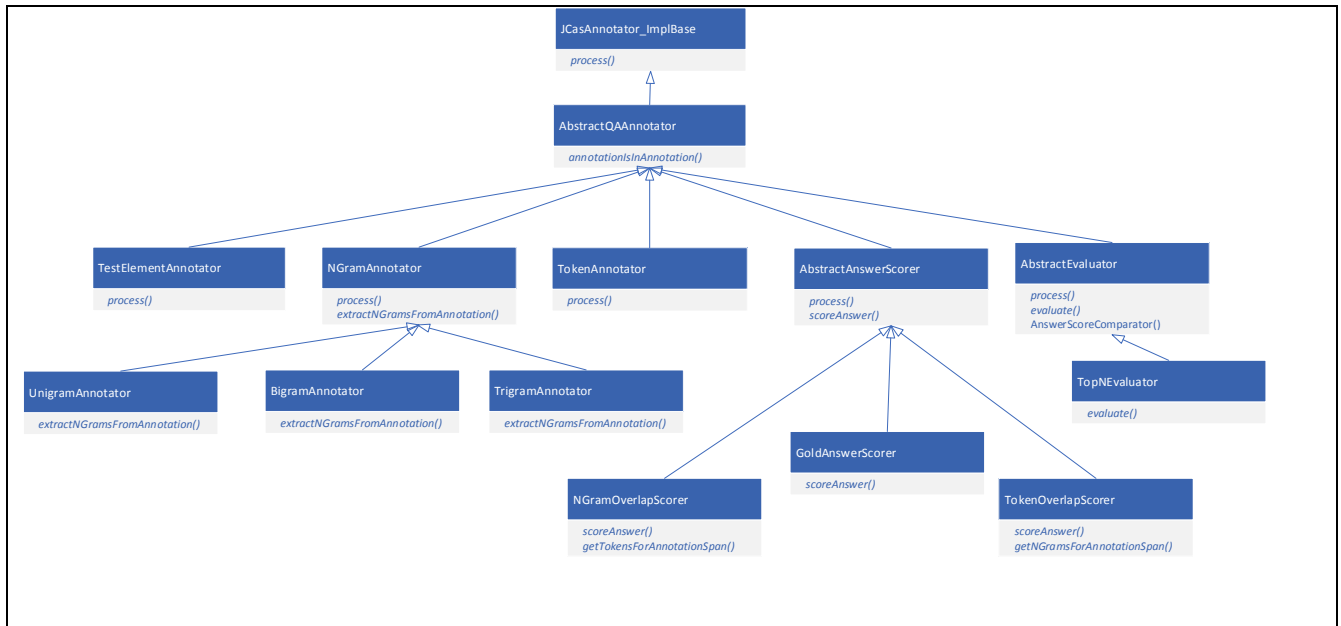 JCasAnnotator_ImplBase
process()
AbstractQAAnnotator
annotationIsInAnnotation()
TestElementAnnotator
process()
NGramAnnotator
process()
extractNGramsFromAnnotation()
TokenAnnotator
process()
AbstractAnswerScorer
process()
scoreAnswer()
AbstractEvaluator
process()
evaluate()
AnswerScoreComparator()
UnigramAnnotator
extractNGramsFromAnnotation()
BigramAnnotator
extractNGramsFromAnnotation()
TrigramAnnotator
extractNGramsFromAnnotation()
TopNEvaluator
evaluate()
NGramOverlapScorer
scoreAnswer()
getTokensForAnnotationSpan()
GoldAnswerScorer
scoreAnswer()
TokenOverlapScorer
scoreAnswer()
getNGramsForAnnotationSpan()